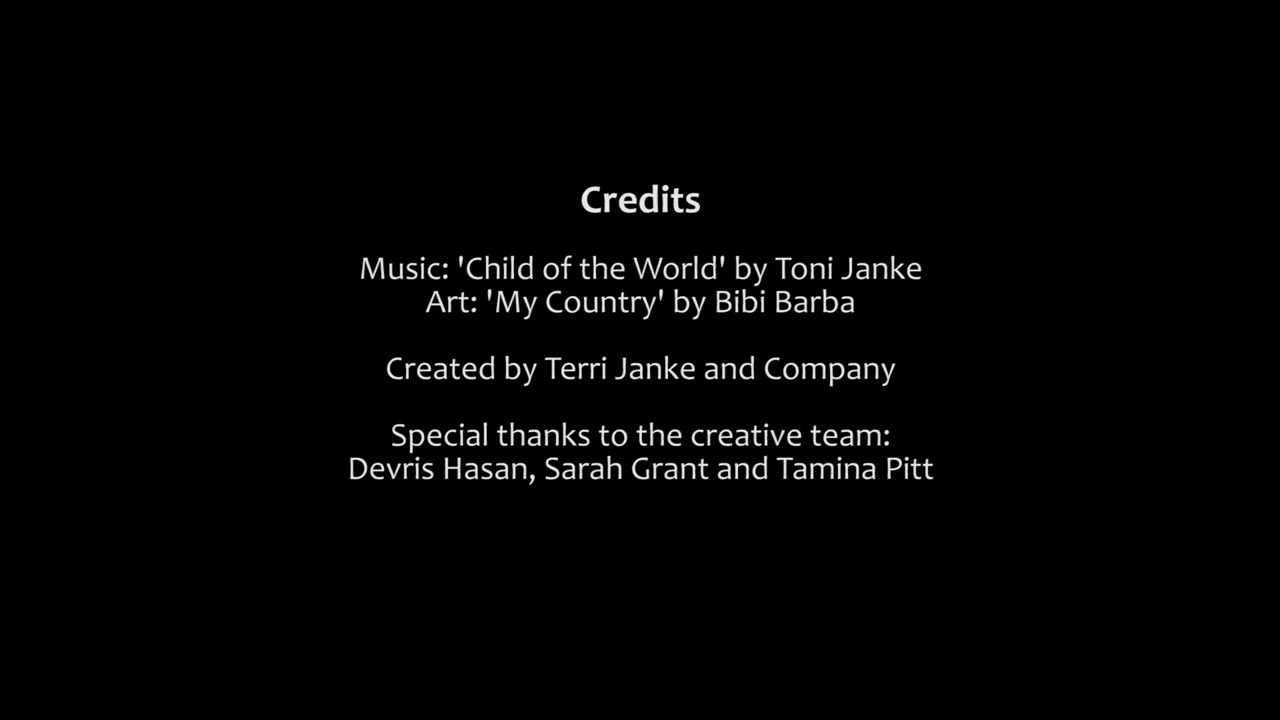 Credits
Music: 'Child of the World' by Toni Janke
Art: 'My Country' by Bibi Barba
Created by Terri Janke and Company
Special thanks to the creative team:
Devris Hasan, Sarah Grant and Tamina Pitt